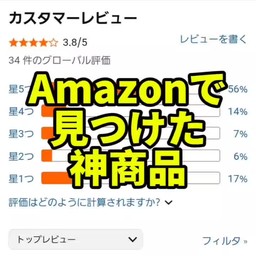 カスタマーレビュー
3.8/5
レビューを書く
34 件のグローバル評価
星5つ 56%
Amazonで
星4つ 14%
見つけた
星3つ 7%
星2つ 6%
神商品
星1つ 17%
評価はどのように計算されますか?
トップレビュー
フィルタ